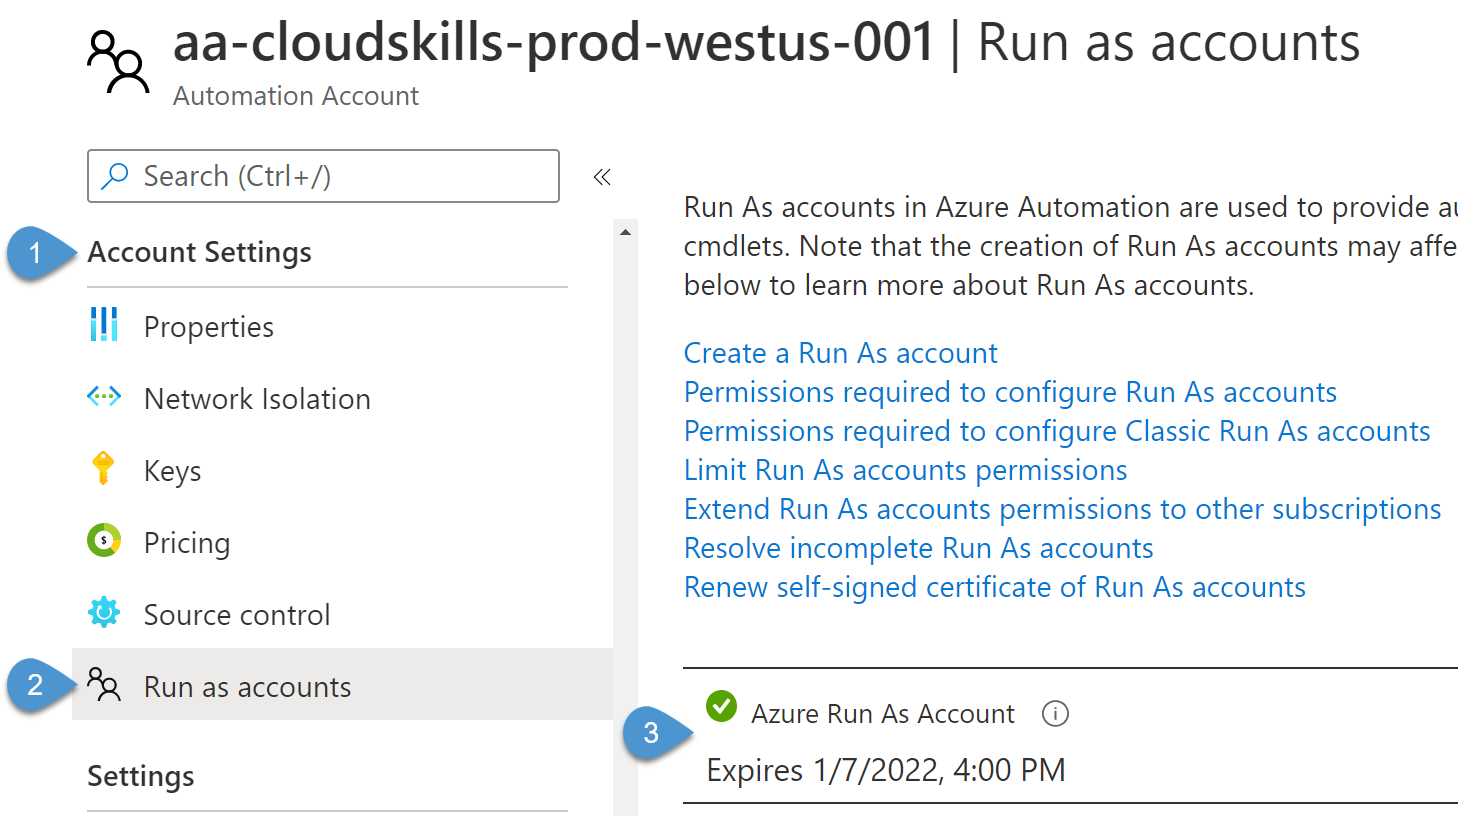 aa-cloudskills-prod-westus-001 | Run as accounts
Automation Account
Search (Ctrl+/)
«
1
Account Settings
Properties
Network Isolation
Keys
Pricing
Source control
2
Run as accounts
Settings
Run As accounts in Azure Automation are used to provide
cmdlets. Note that the creation of Run As accounts may affe
below to learn more about Run As accounts.
Create a Run As account
Permissions required to configure Run As accounts
Permissions required to configure Classic Run As accounts
Limit Run As accounts permissions
Extend Run As accounts permissions to other subscriptions
Resolve incomplete Run As accounts
Renew self-signed certificate of Run As accounts
3
Azure Run As Account
Expires 1/7/2022, 4:00 PM